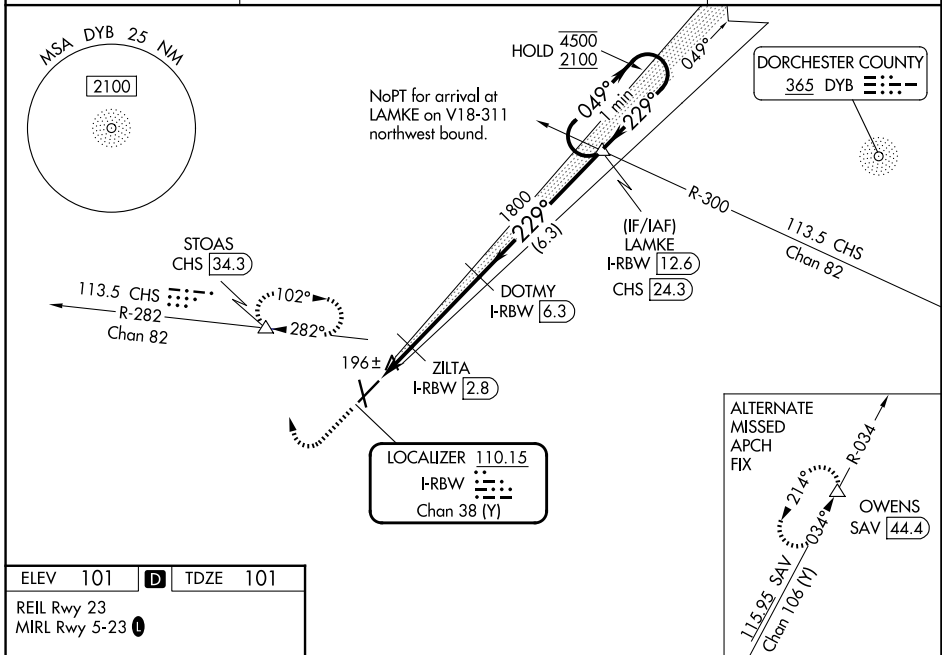 MSA DYB 25 NM
2100
HOLD 4500
2100
049°
DORCHESTER COUNTY
365 DYB
NoPT for arrival at
LAMKE on V18-311
northwest bound.
049°
1 min
229°
R-300
113.5 CHS
Chan 82
1800
229°
(6.3)
(IF/IAF)
LAMKE
I-RBW 12.6
CHS 24.3
STOAS
CHS 34.3
113.5 CHS
R-282
Chan 82
102°
282°
DOTMY
I-RBW 6.3
196±
ZILTA
I-RBW 2.8
LOCALIZER 110.15
I-RBW
Chan 38 (Y)
ALTERNATE
MISSED
APCH
FIX
R-034
214°
034°
OWENS
SAV 44.4
115.95 SAV
Chan 106 (Y)
ELEV 101 D TDZE 101
REIL Rwy 23
MIRL Rwy 5-23 L